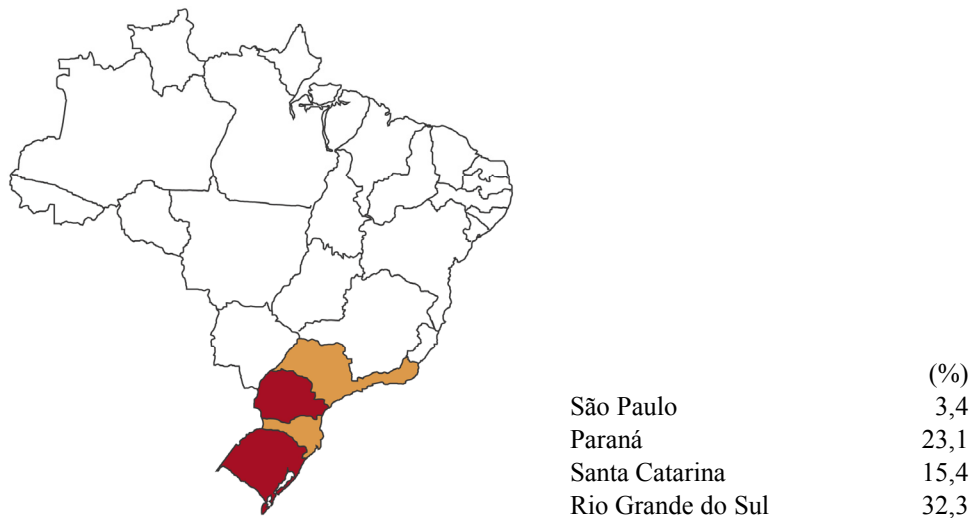 (%)
São Paulo 3,4
Paraná 23,1
Santa Catarina 15,4
Rio Grande do Sul 32,3